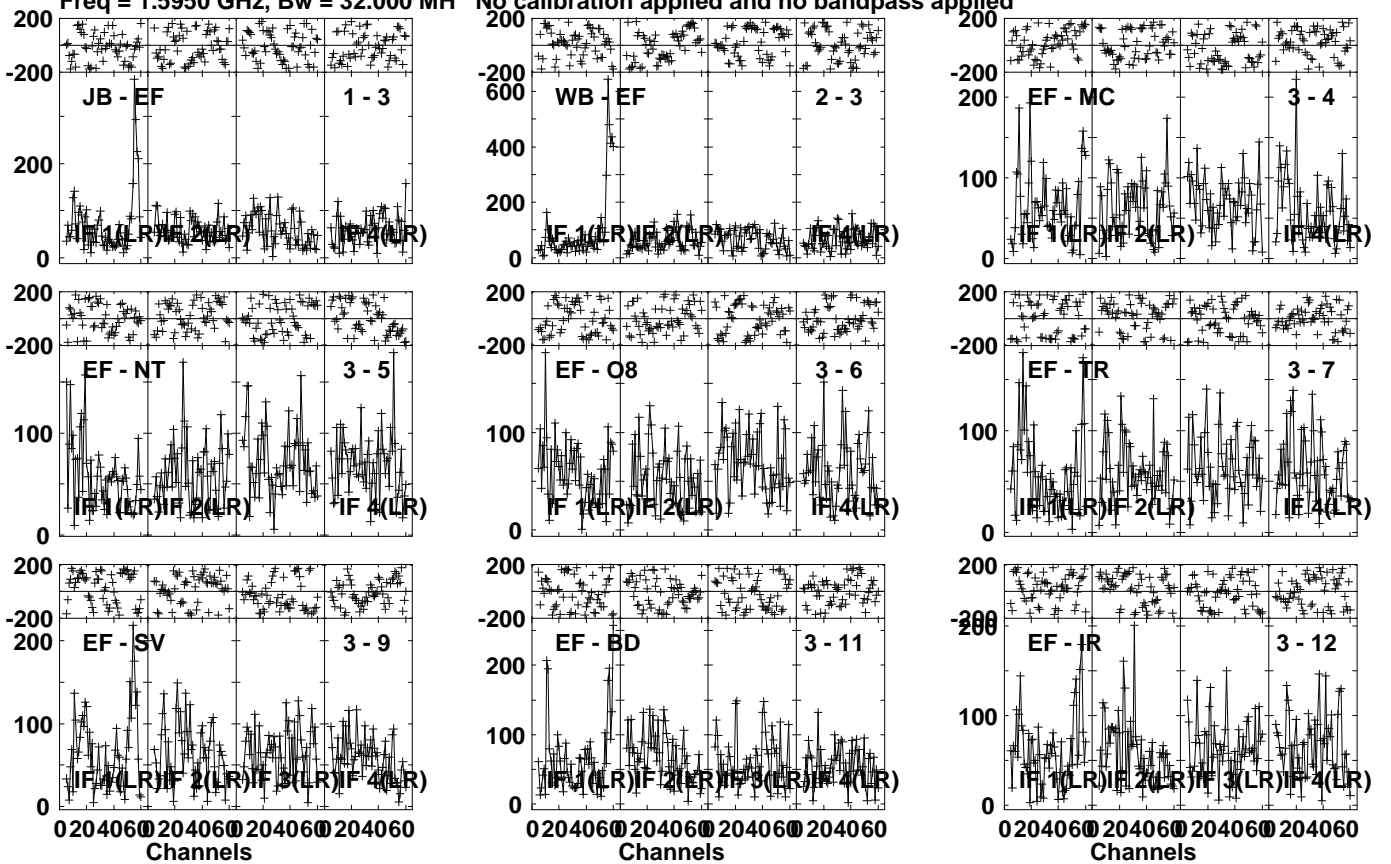 Freq = 1.5950 GHz, Bw = 32.000 MH No calibration applied and no bandpass applied
200
-200
JB - EF 1 - 3
200
0
IF 1(LR) IF 2(LR) IF 4(LR)
200
-200
WB - EF 2 - 3
600
400
200
0
IF 1(LR) IF 2(LR) IF 4(LR)
200
-200
EF - MC 3 - 4
200
100
0
IF 1(LR) IF 2(LR) IF 4(LR)
200
-200
EF - NT 3 - 5
100
0
IF 1(LR) IF 2(LR) IF 4(LR)
200
-200
EF - O8 3 - 6
100
0
IF 1(LR) IF 2(LR) IF 4(LR)
200
-200
EF - TR 3 - 7
100
0
IF 1(LR) IF 2(LR) IF 4(LR)
200
-200
EF - SV 3 - 9
200
100
0
IF 1(LR) IF 2(LR) IF 3(LR) IF 4(LR)
0 20 40 60 0 20 40 60 0 20 40 60 0 20 40 60
Channels
200
-200
EF - BD 3 - 11
200
100
0
IF 1(LR) IF 2(LR) IF 3(LR) IF 4(LR)
0 20 40 60 0 20 40 60 0 20 40 60 0 20 40 60
Channels
200
-200
EF - IR 3 - 12
200
100
0
IF 1(LR) IF 2(LR) IF 3(LR) IF 4(LR)
0 20 40 60 0 20 40 60 0 20 40 60 0 20 40 60
Channels